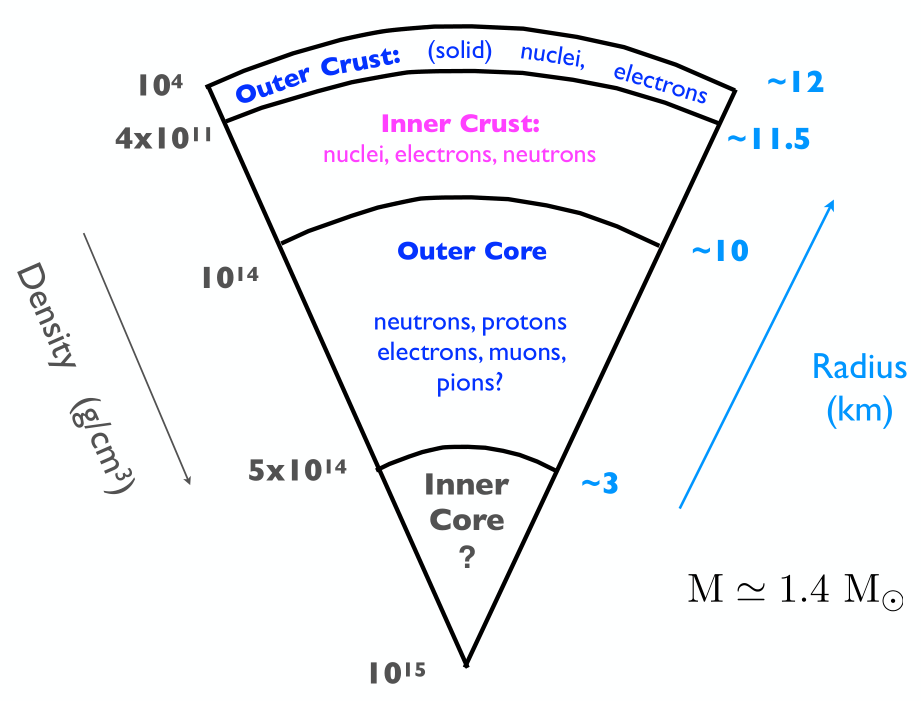 Outer Crust: (solid) nuclei, electrons
10⁴
~12
4x10¹¹
Inner Crust:
~11.5
nuclei, electrons, neutrons
Outer Core
~10
10¹⁴
Density (g/cm³)
neutrons, protons
electrons, muons,
pions?
Radius
(km)
5x10¹⁴
Inner
~3
Core
?
M ≃ 1.4 M☉
10¹⁵